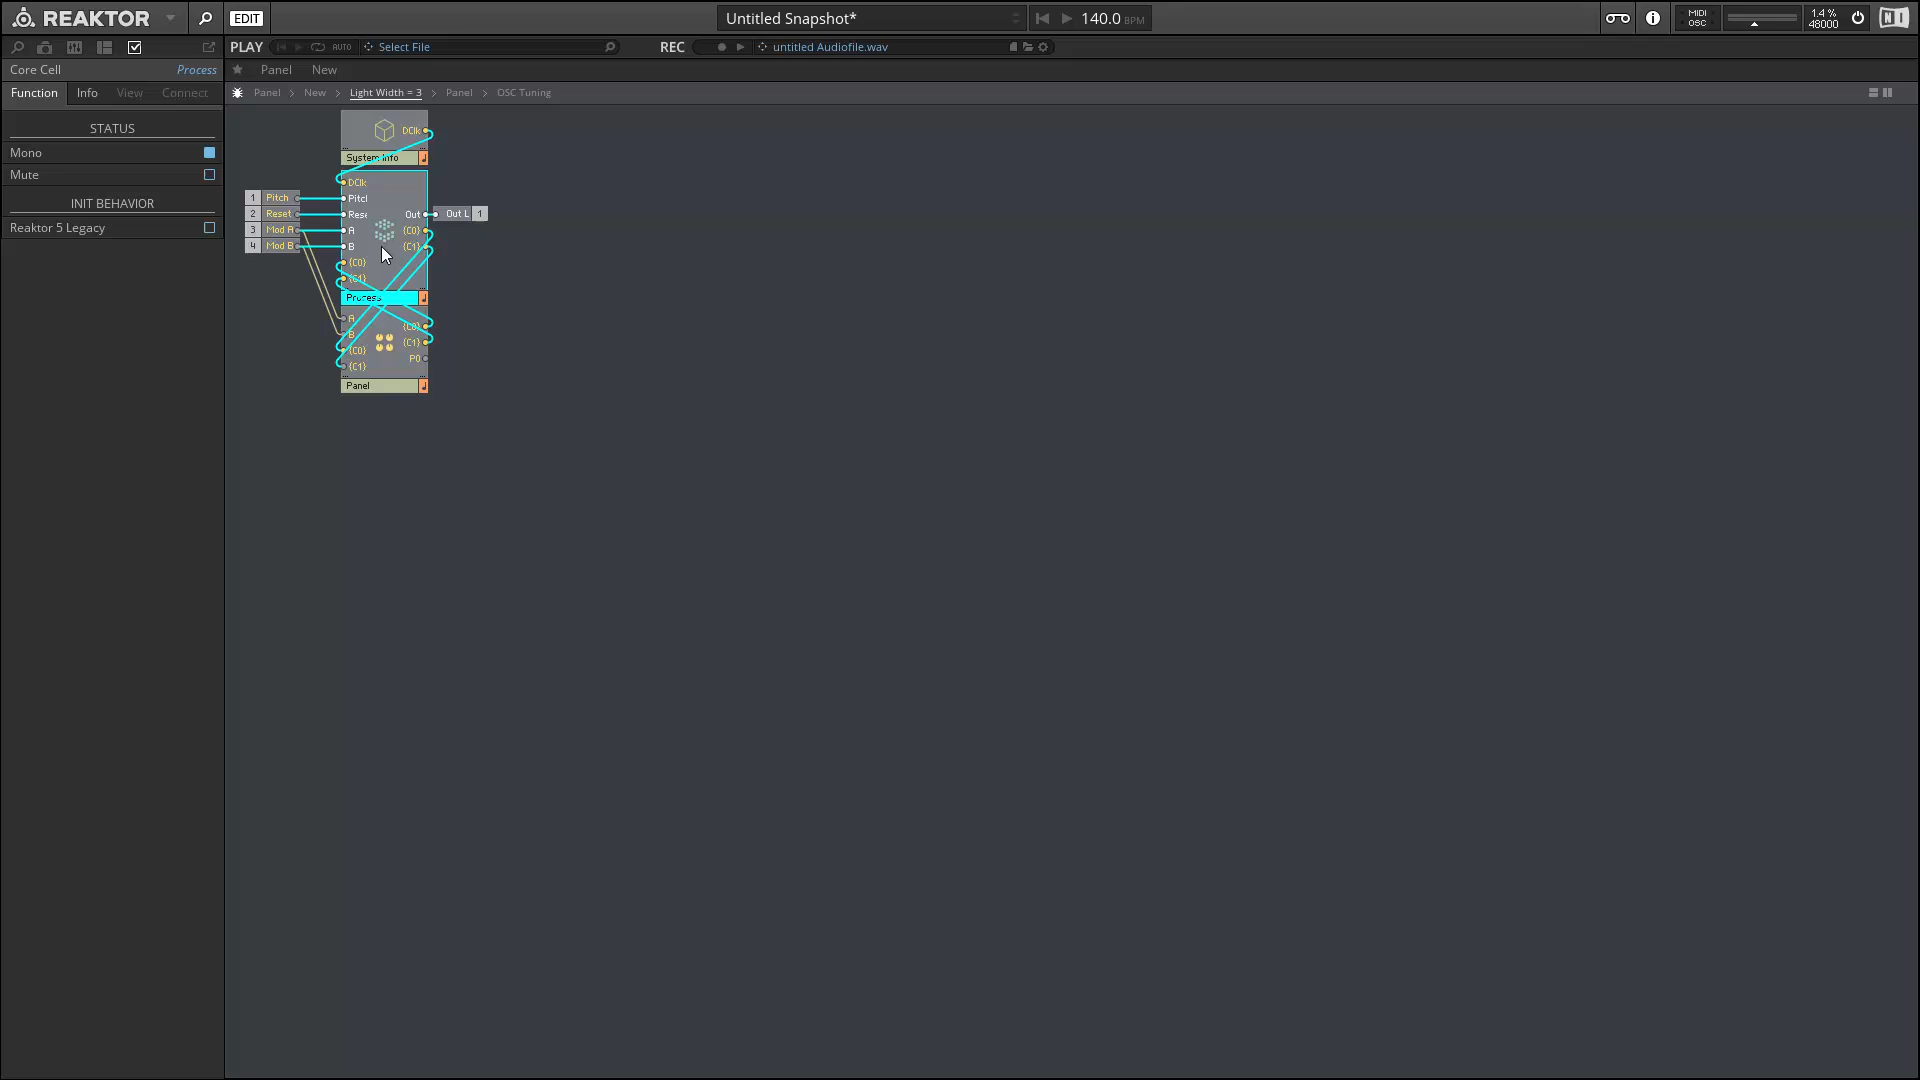 REAKTOR
EDIT
Untitled Snapshot*
140.0 BPM
MIDI
OSC
1.4 %
48000
NI
PLAY
AUTO
Select File
REC
untitled Audiofile.wav
Core Cell
Process
Panel
New
Function
Info
View
Connect
Panel
New
Light Width = 3
Panel
OSC Tuning
STATUS
Mono
Mute
INIT BEHAVIOR
Reaktor 5 Legacy
DClk
System Info
DClk
1 Pitch
Pitch
2 Reset
Rese
Out
Out L 1
3 Mod A
A
{C0}
4 Mod B
B
{C1}
{C0}
{C1}
Process
A
{C0}
B
{C1}
{C0}
P0
{C1}
Panel